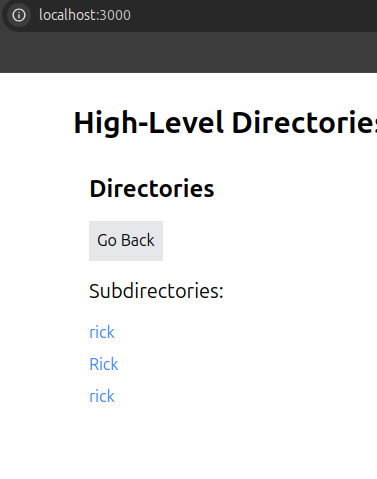 localhost:3000
High-Level Directories
Directories
Go Back
Subdirectories:
rick
Rick
rick